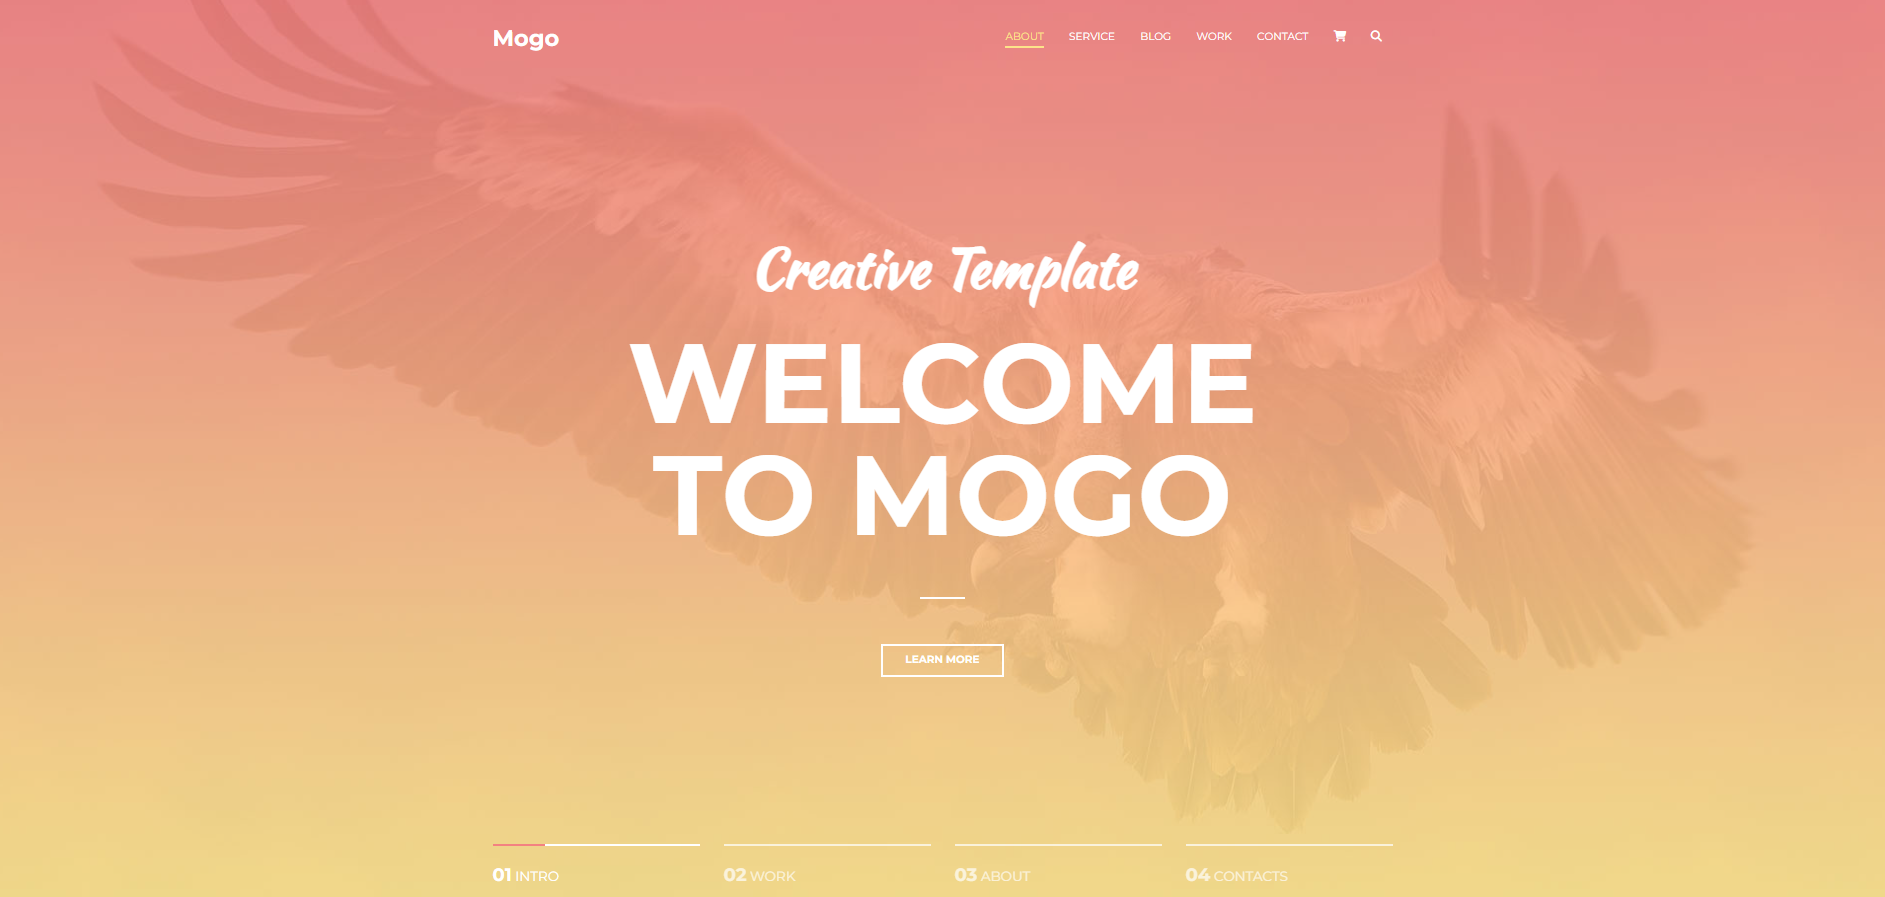 Mogo
ABOUT SERVICE BLOG WORK CONTACT
Creative Template
WELCOME
TO MOGO
LEARN MORE
01 INTRO
02 WORK
03 ABOUT
04 CONTACTS